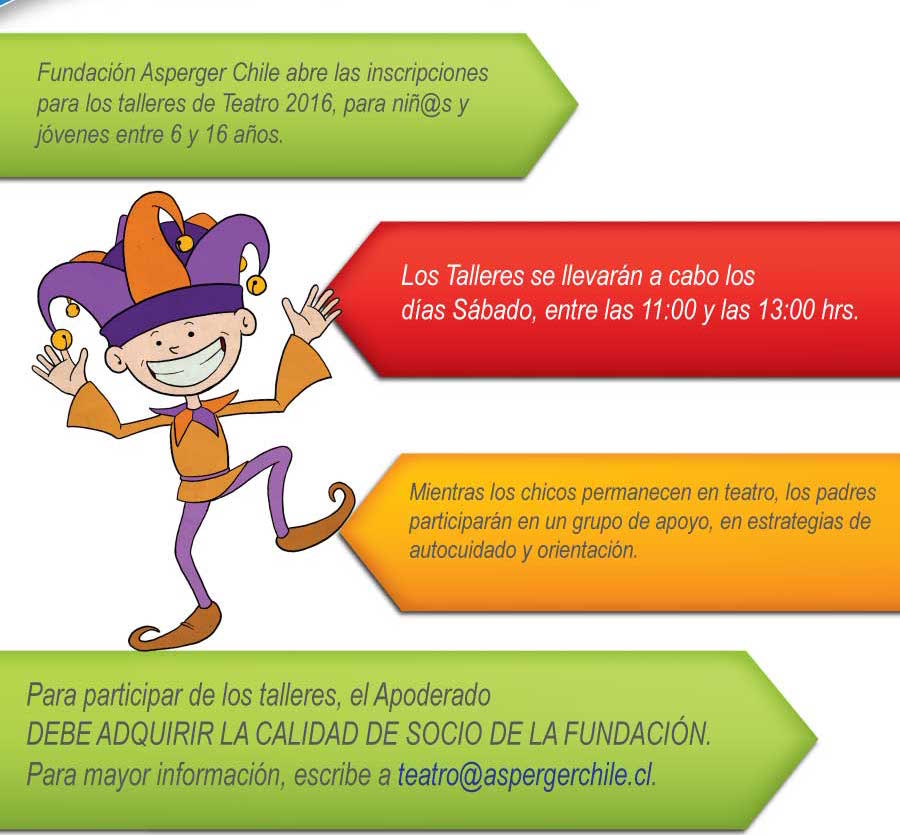 Fundación Asperger Chile abre las inscripciones
para los talleres de Teatro 2016, para niñ@s y
jóvenes entre 6 y 16 años.
Los Talleres se llevarán a cabo los
días Sábado, entre las 11:00 y las 13:00 hrs.
Mientras los chicos permanecen en teatro, los padres
participarán en un grupo de apoyo, en estrategias de
autocuidado y orientación.
Para participar de los talleres, el Apoderado
DEBE ADQUIRIR LA CALIDAD DE SOCIO DE LA FUNDACIÓN.
Para mayor información, escribe a teatro@aspergerchile.cl.